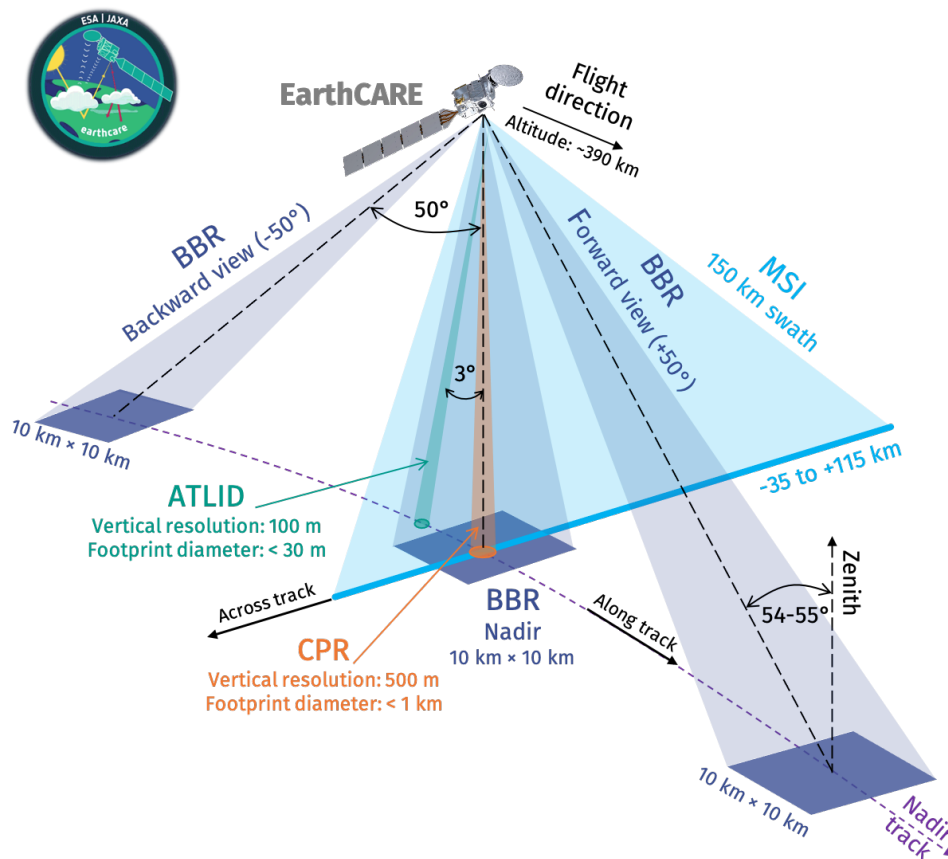 ESA | JAXA
earthcare
EarthCARE
Flight
direction
Altitude: ~390 km
50°
BBR
Backward view (-50°)
BBR
Forward view (+50°)
MSI
150 km swath
3°
10 km × 10 km
-35 to +115 km
ATLID
Vertical resolution: 100 m
Footprint diameter: < 30 m
Across track
BBR
Nadir
10 km × 10 km
Along track
54-55°
Zenith
CPR
Vertical resolution: 500 m
Footprint diameter: < 1 km
10 km × 10 km
Nadir
track